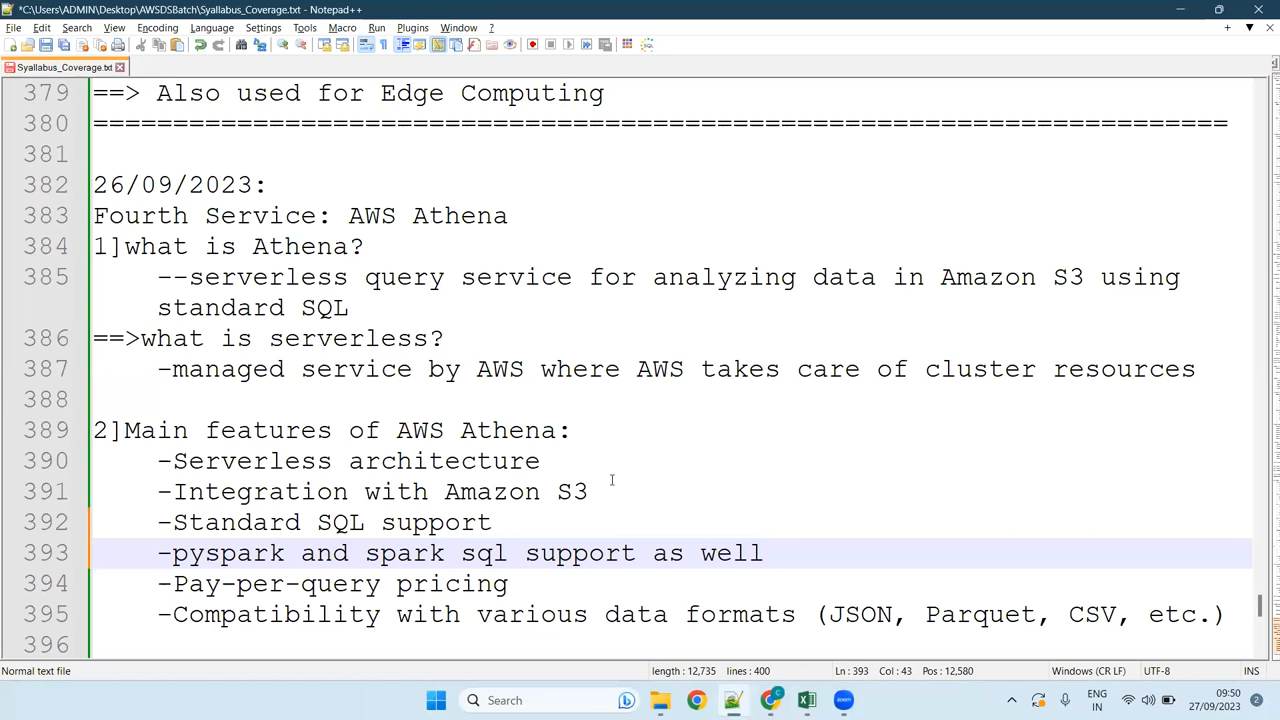 *C:\Users\ADMIN\Desktop\AWSDSBatch\Syallabus_Coverage.txt - Notepad++
File Edit Search View Encoding Language Settings Tools Macro Run Plugins Window ?
Syallabus_Coverage.txt
379 ==> Also used for Edge Computing
380 =======================================================================
381
382 26/09/2023:
383 Fourth Service: AWS Athena
384 1]what is Athena?
385 --serverless query service for analyzing data in Amazon S3 using
standard SQL
386 ==>what is serverless?
387 -managed service by AWS where AWS takes care of cluster resources
388
389 2]Main features of AWS Athena:
390 -Serverless architecture
391 -Integration with Amazon S3
392 -Standard SQL support
393 -pyspark and spark sql support as well
394 -Pay-per-query pricing
395 -Compatibility with various data formats (JSON, Parquet, CSV, etc.)
396
Normal text file length : 12,735 lines : 400 Ln : 393 Col : 43 Pos : 12,580 Windows (CR LF) UTF-8 INS
Search zoom ENG 09:50
IN 27/09/2023 2